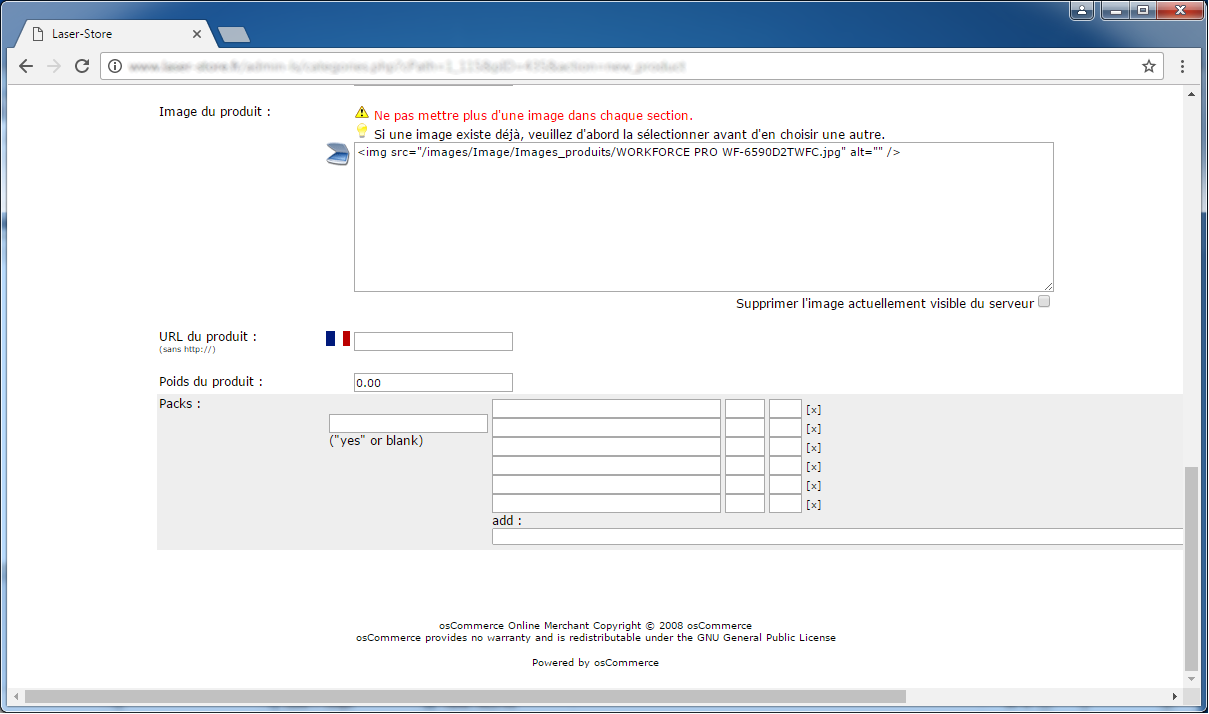 Laser-Store
Image du produit :
Ne pas mettre plus d'une image dans chaque section.
Si une image existe déjà, veuillez d'abord la sélectionner avant d'en choisir une autre.
<img src="/images/Image/Images_produits/WORKFORCE PRO WF-6590D2TWFC.jpg" alt="" />
Supprimer l'image actuellement visible du serveur
URL du produit :
(sans http://)
Poids du produit :
0.00
Packs :
("yes" or blank)
[x]
[x]
[x]
[x]
[x]
[x]
add :
osCommerce Online Merchant Copyright © 2008 osCommerce
osCommerce provides no warranty and is redistributable under the GNU General Public License
Powered by osCommerce